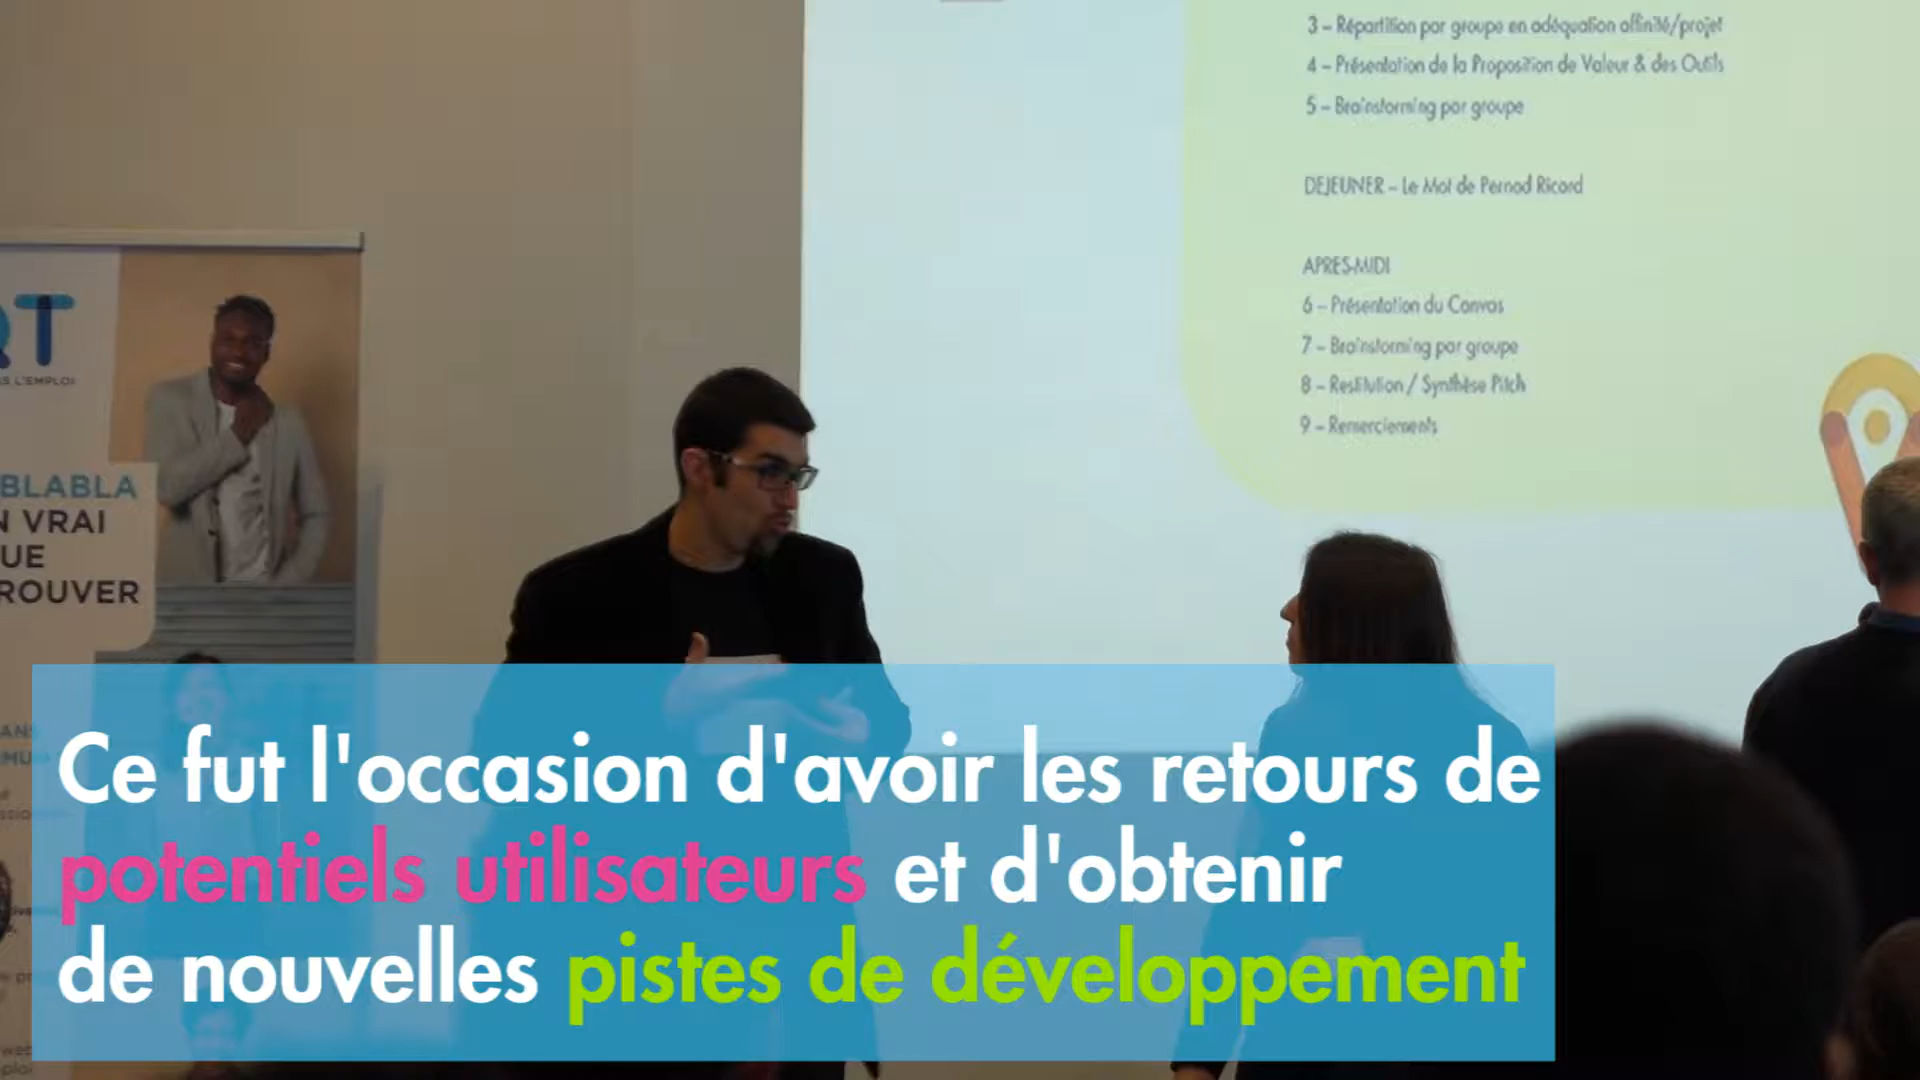 3 – Répartition par groupe en adéquation affinité/projet
4 – Présentation de la Proposition de Valeur & des Outils
5 – Brainstorming par groupe
DEJEUNER – Le Mot de Pernod Ricard
APRES-MIDI
6 – Présentation du Canvas
7 – Brainstorming par groupe
8 – Restitution / Synthèse Pitch
9 – Remerciements
T
S L'EMPLOI
BLABLA
N VRAI
UE
ROUVER
Ce fut l'occasion d'avoir les retours de
potentiels utilisateurs et d'obtenir
de nouvelles pistes de développement